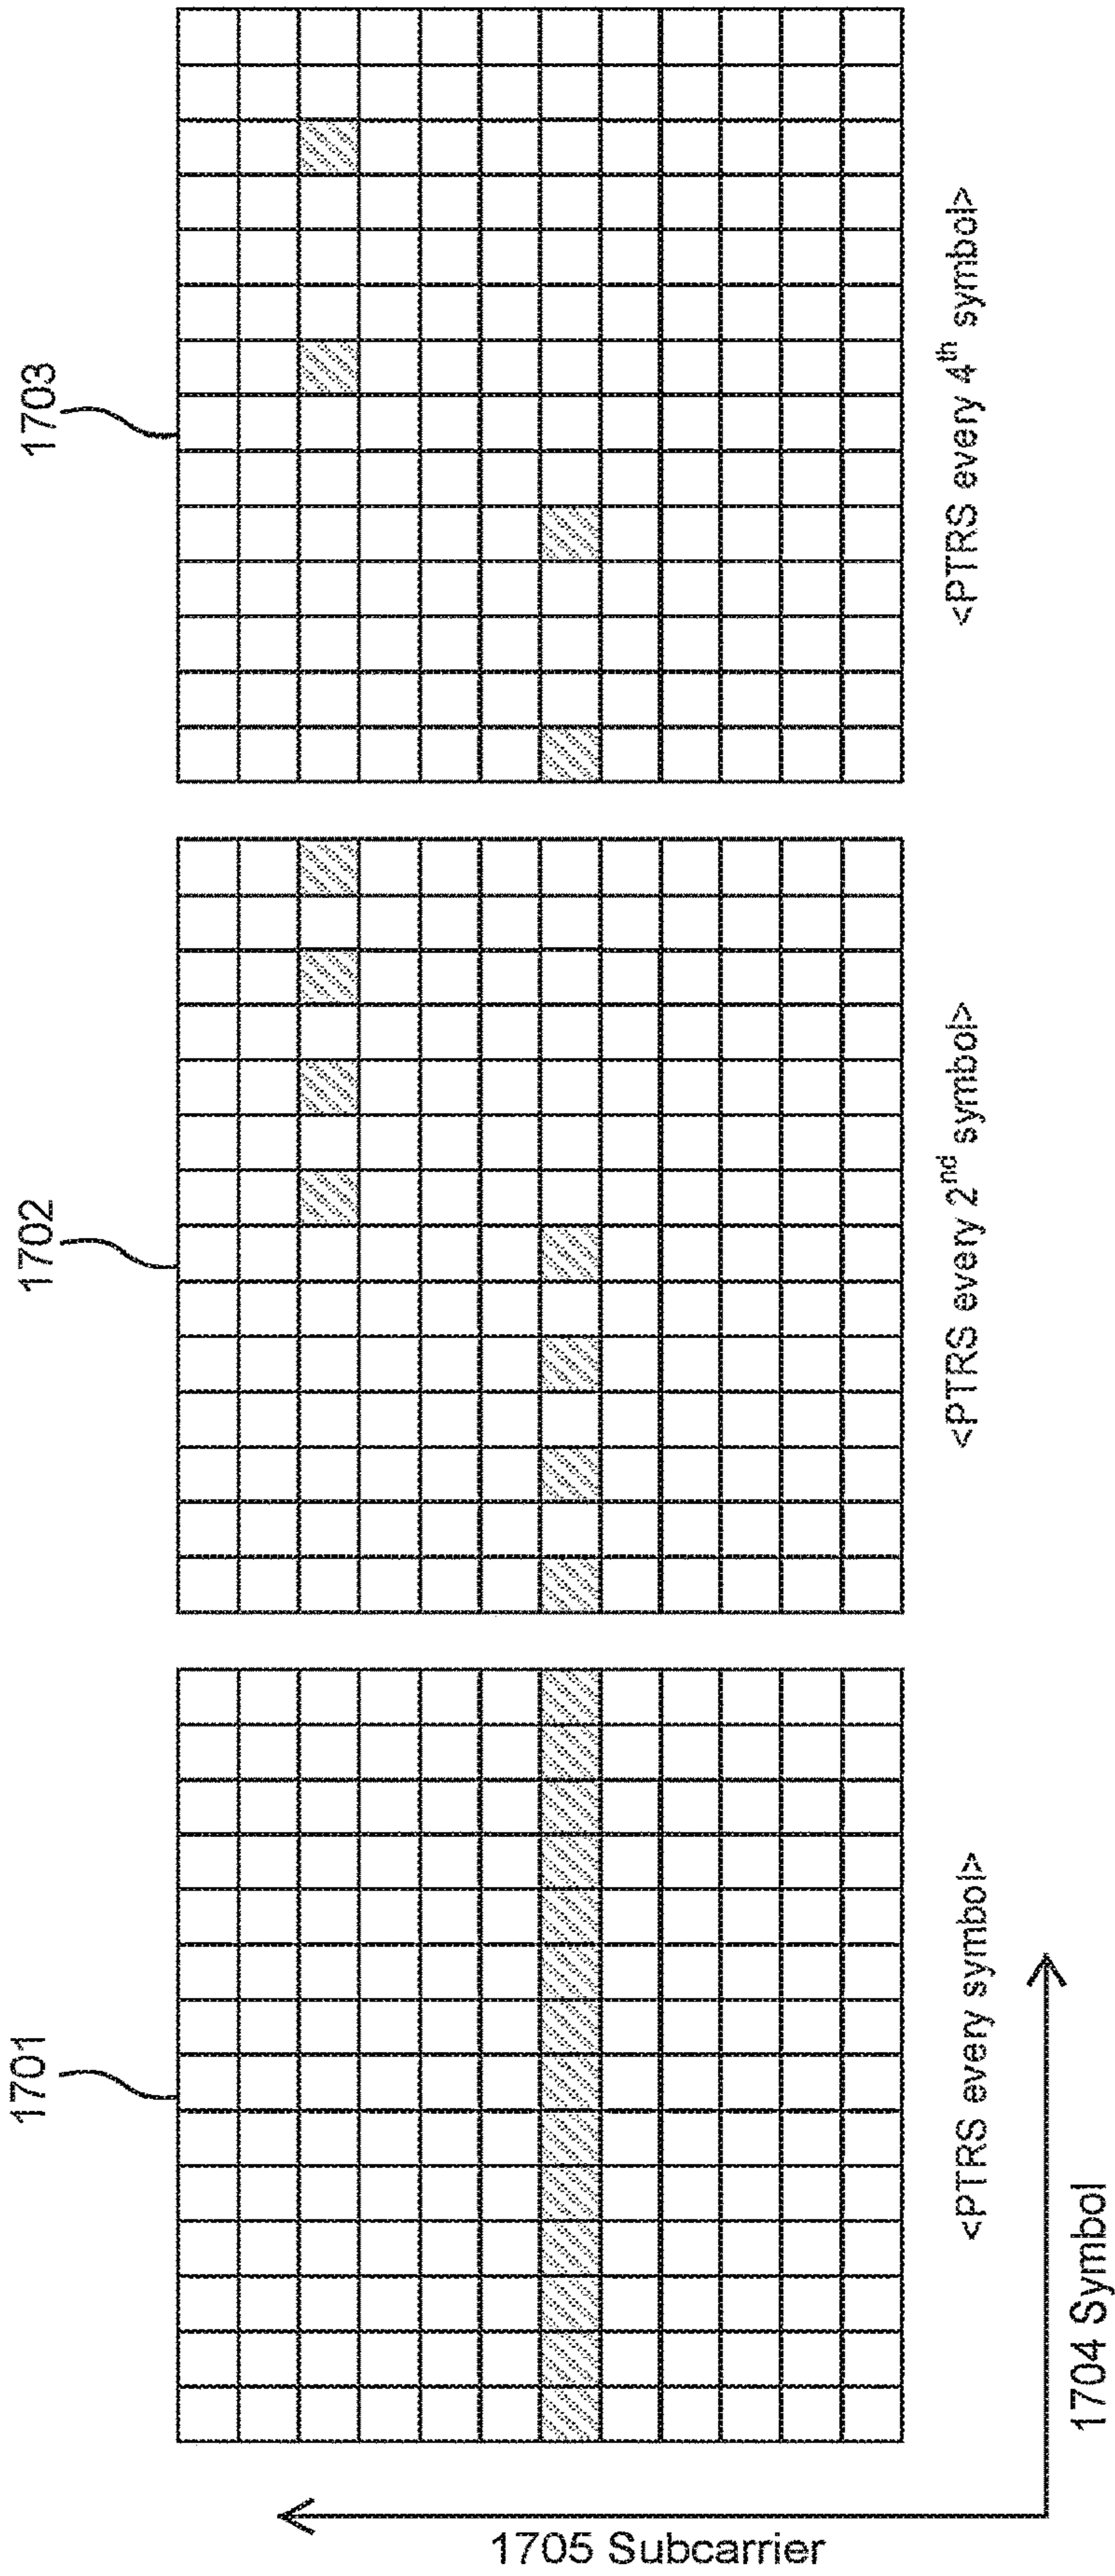 1701
1702
1703
<PTRS every symbol>
<PTRS every 2nd symbol>
<PTRS every 4th symbol>
1704 Symbol
1705 Subcarrier